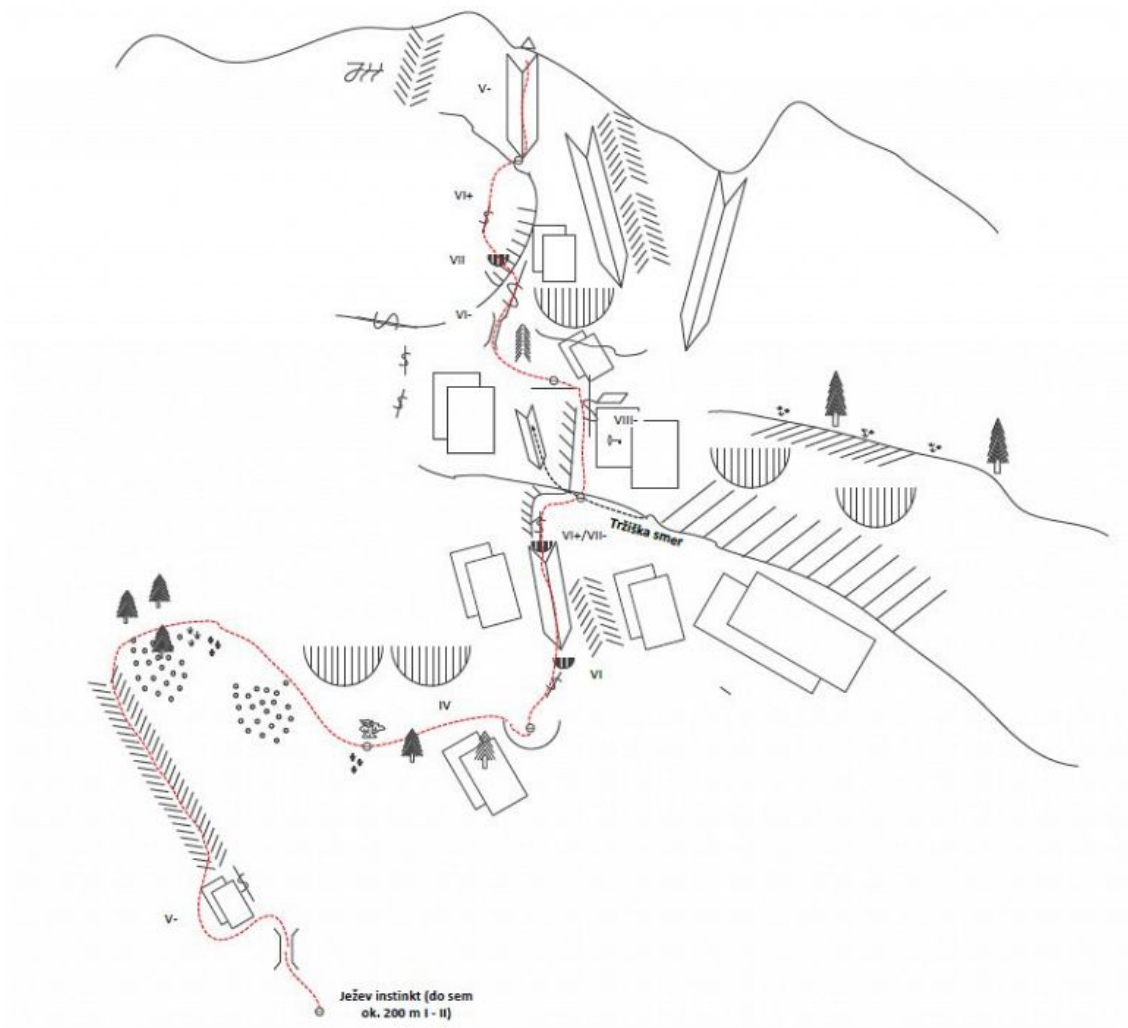 V-
VI+
VII
VI-
VIII-
Tržiška smer
VI+/VII-
VI
IV
V-
Ježev instinkt (do sem
ok. 200 m I - II)